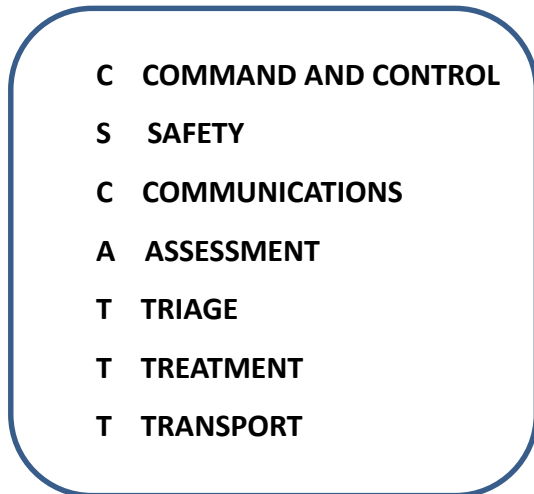 C COMMAND AND CONTROL
S SAFETY
C COMMUNICATIONS
A ASSESSMENT
T TRIAGE
T TREATMENT
T TRANSPORT